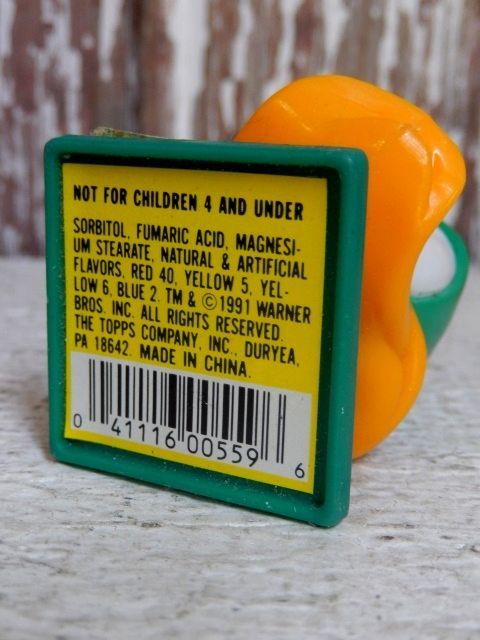 NOT FOR CHILDREN 4 AND UNDER
SORBITOL, FUMARIC ACID, MAGNESI-
UM STEARATE, NATURAL & ARTIFICIAL
FLAVORS, RED 40, YELLOW 5, YEL-
LOW 6, BLUE 2. TM & ©1991 WARNER
BROS. INC. ALL RIGHTS RESERVED.
THE TOPPS COMPANY, INC., DURYEA,
PA 18642. MADE IN CHINA.
0 41116 00559 6